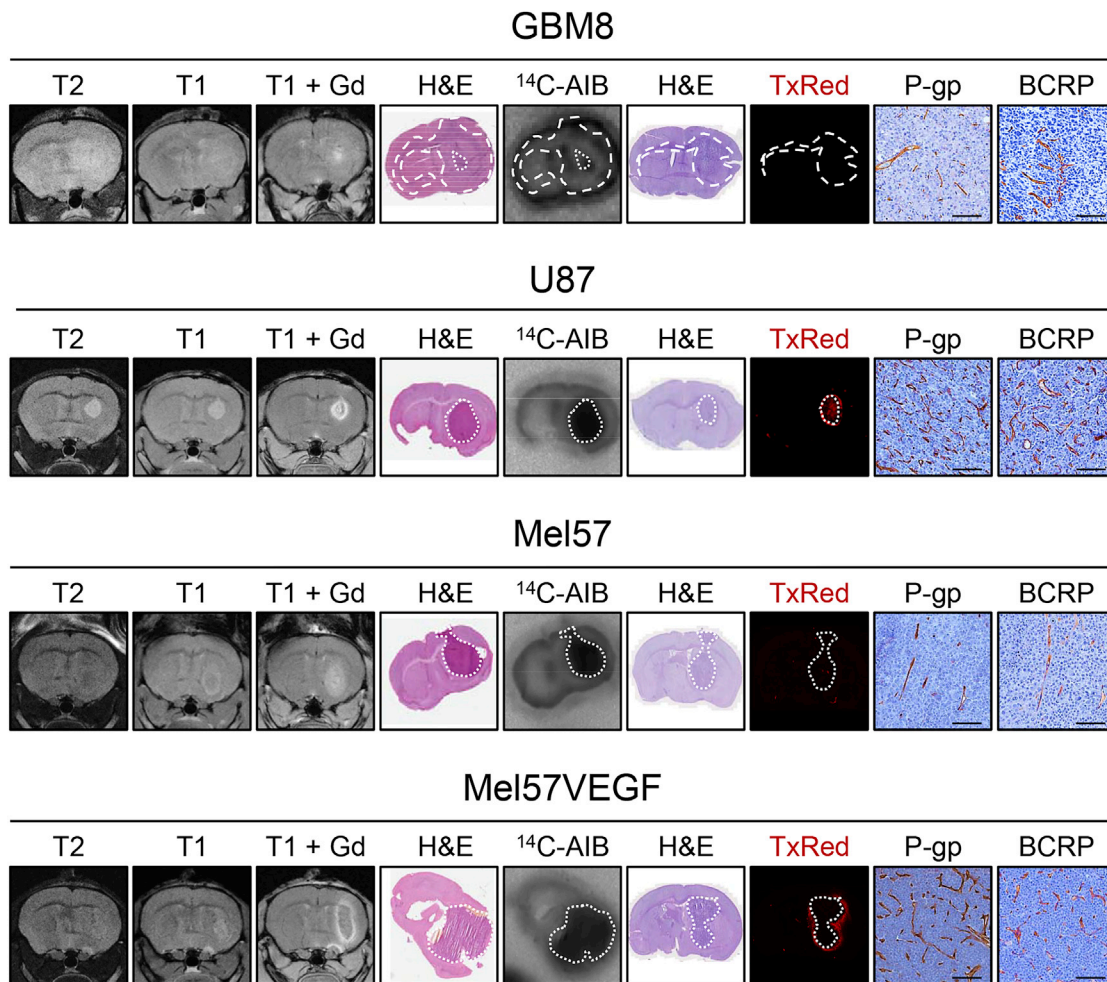 GBM8
T2 T1 T1 + Gd H&E ¹⁴C-AIB H&E TxRed P-gp BCRP
U87
T2 T1 T1 + Gd H&E ¹⁴C-AIB H&E TxRed P-gp BCRP
Mel57
T2 T1 T1 + Gd H&E ¹⁴C-AIB H&E TxRed P-gp BCRP
Mel57VEGF
T2 T1 T1 + Gd H&E ¹⁴C-AIB H&E TxRed P-gp BCRP